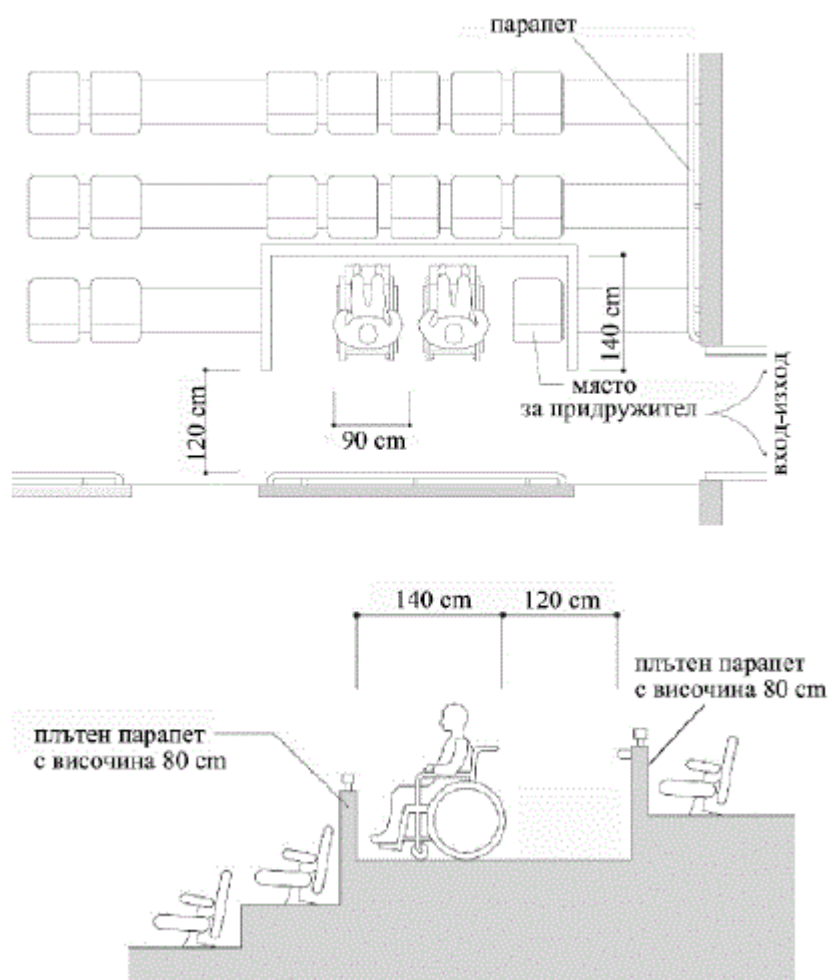 парапет
140 cm
място
за придружител
вход-изход
120 cm
90 cm
140 cm
120 cm
плътен парапет
с височина 80 cm
плътен парапет
с височина 80 cm